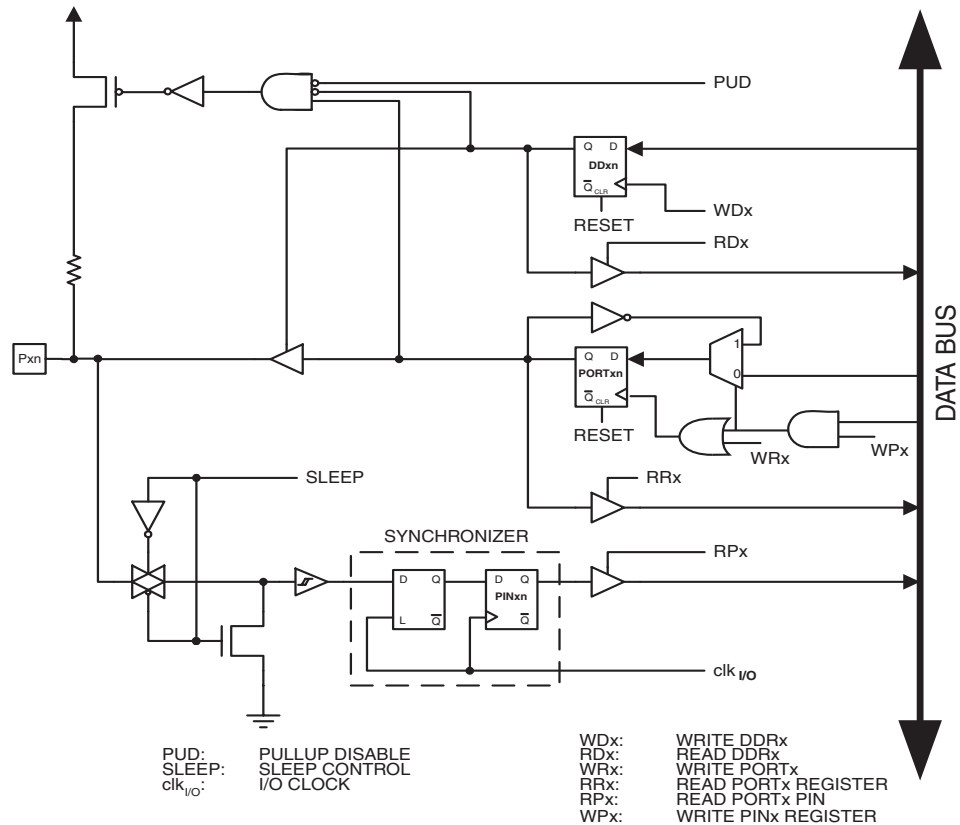 PUD
Q D
DDxn
Q CLR
WDx
RESET
RDx
Pxn
1
Q D
0
PORTxn
Q CLR
RESET
WRx
WPx
DATA BUS
SLEEP
RRx
SYNCHRONIZER
RPx
D Q
D Q
PINxn
L Q
Q
clk I/O
PUD: PULLUP DISABLE
SLEEP: SLEEP CONTROL
clkI/O: I/O CLOCK
WDx: WRITE DDRx
RDx: READ DDRx
WRx: WRITE PORTx
RRx: READ PORTx REGISTER
RPx: READ PORTx PIN
WPx: WRITE PINx REGISTER